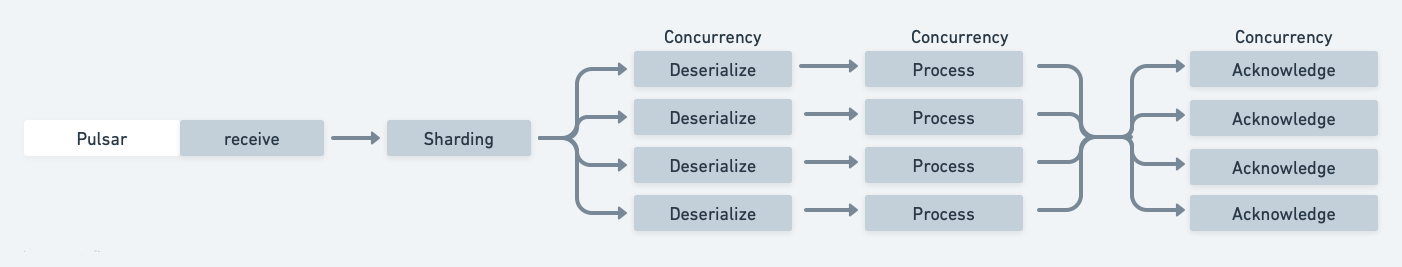 Concurrency Concurrency Concurrency
Deserialize Process Acknowledge
Deserialize Process Acknowledge
Pulsar receive Sharding
Deserialize Process Acknowledge
Deserialize Process Acknowledge